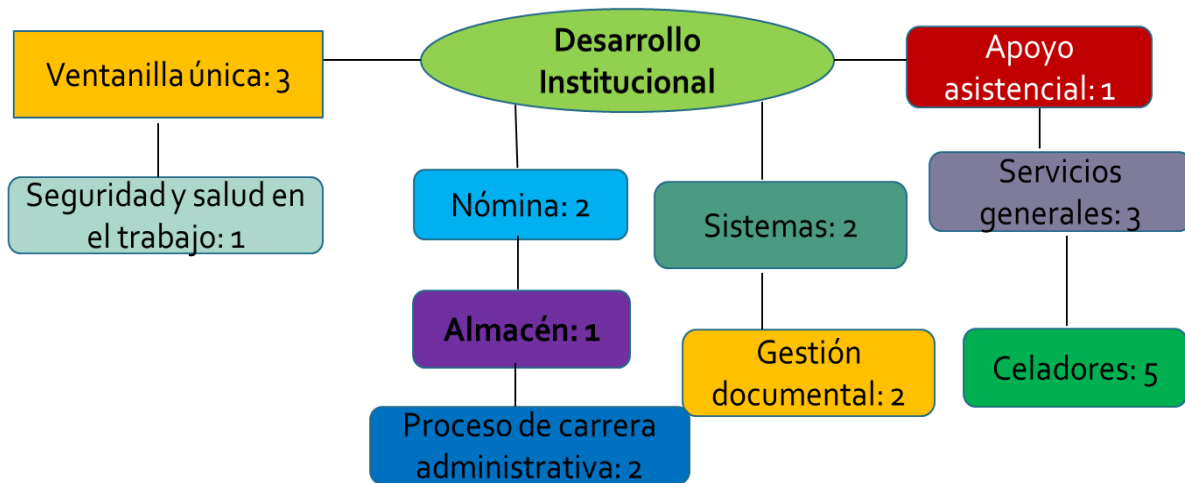 Desarrollo
Institucional
Ventanilla única: 3
Apoyo
asistencial: 1
Seguridad y salud en
el trabajo: 1
Nómina: 2
Sistemas: 2
Servicios
generales: 3
Almacén: 1
Gestión
documental: 2
Celadores: 5
Proceso de carrera
administrativa: 2